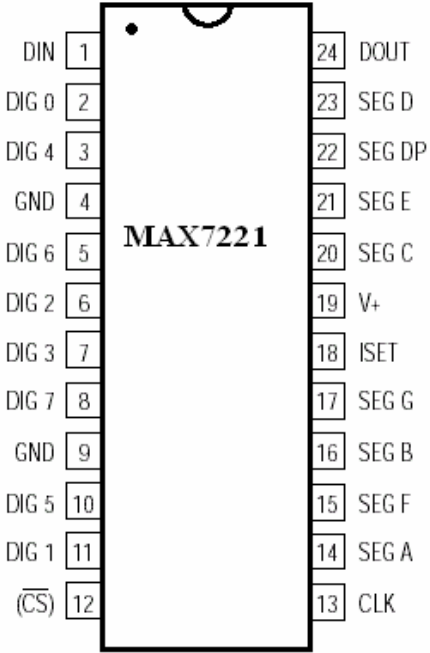 DIN 1 24 DOUT
DIG 0 2 23 SEG D
DIG 4 3 22 SEG DP
GND 4 21 SEG E
MAX7221
DIG 6 5 20 SEG C
DIG 2 6 19 V+
DIG 3 7 18 ISET
DIG 7 8 17 SEG G
GND 9 16 SEG B
DIG 5 10 15 SEG F
DIG 1 11 14 SEG A
(C̅S̅) 12 13 CLK